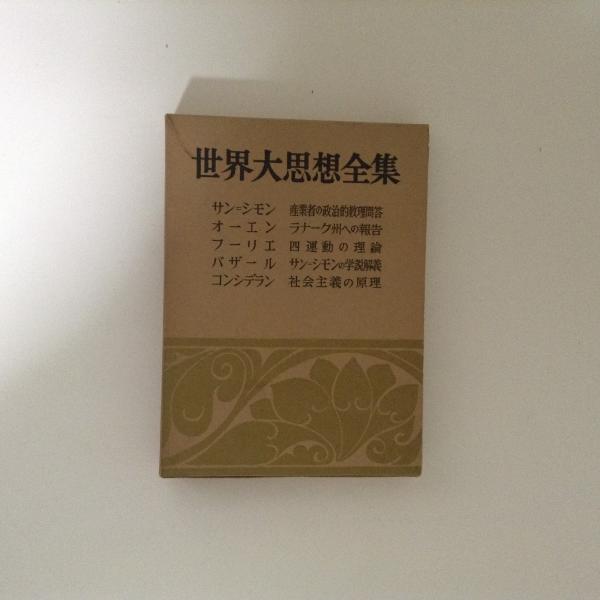 世界大思想全集
サン=シモン 産業者の政治的教理問答
オーエン ラナーク州への報告
フーリエ 四運動の理論
バザール サン=シモンの学説解義
コンシデラン 社会主義の原理